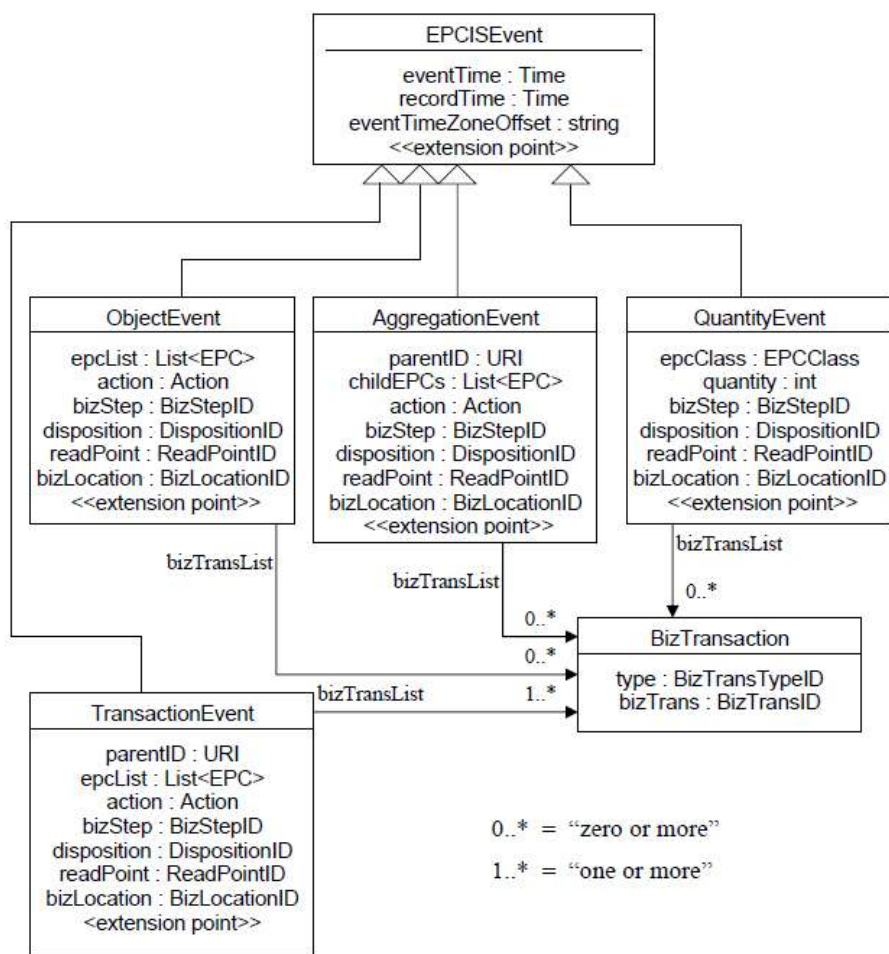 EPCISEvent
eventTime : Time
recordTime : Time
eventTimeZoneOffset : string
<<extension point>>
ObjectEvent
epcList : List<EPC>
action : Action
bizStep : BizStepID
disposition : DispositionID
readPoint : ReadPointID
bizLocation : BizLocationID
<<extension point>>
AggregationEvent
parentID : URI
childEPCs : List<EPC>
action : Action
bizStep : BizStepID
disposition : DispositionID
readPoint : ReadPointID
bizLocation : BizLocationID
<<extension point>>
QuantityEvent
epcClass : EPCClass
quantity : int
bizStep : BizStepID
disposition : DispositionID
readPoint : ReadPointID
bizLocation : BizLocationID
<<extension point>>
bizTransList
bizTransList
bizTransList
0..*
0..*
0..*
BizTransaction
type : BizTransTypeID
bizTrans : BizTransID
bizTransList
1..*
TransactionEvent
parentID : URI
epcList : List<EPC>
action : Action
bizStep : BizStepID
disposition : DispositionID
readPoint : ReadPointID
bizLocation : BizLocationID
<extension point>>
0..* = “zero or more”
1..* = “one or more”